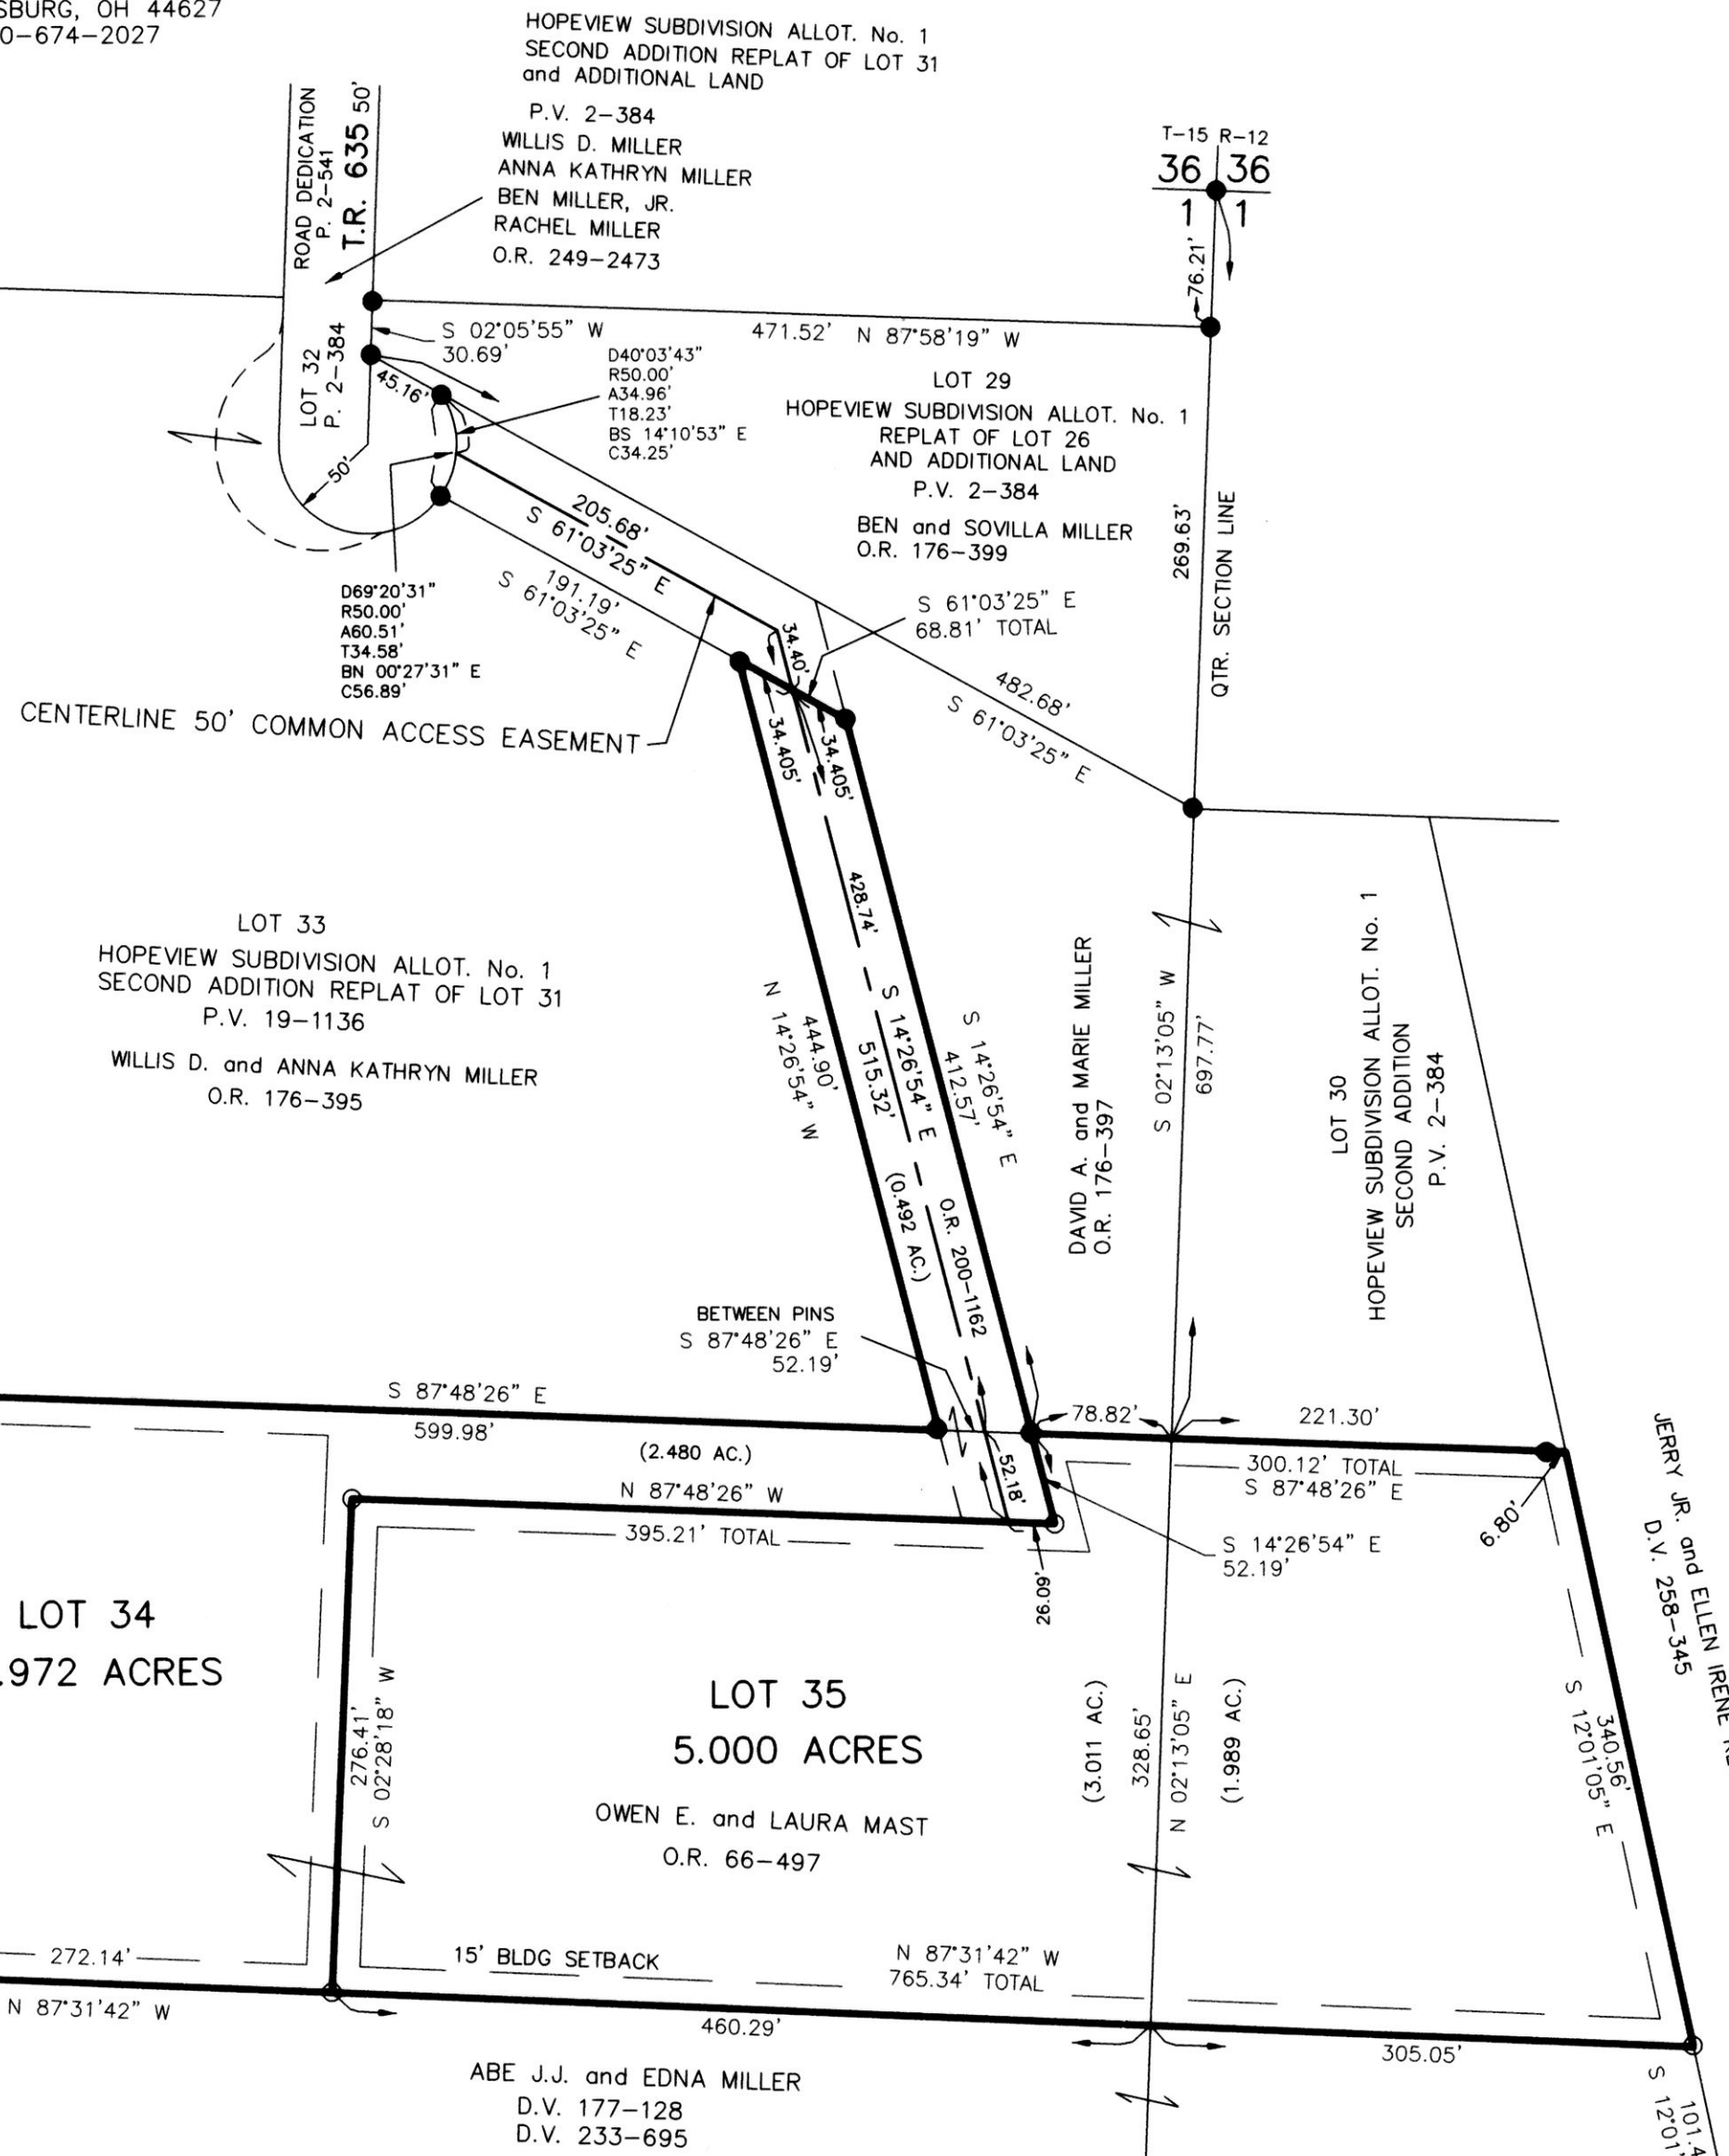 SBURG, OH 44627
0-674-2027
HOPEVIEW SUBDIVISION ALLOT. No. 1
SECOND ADDITION REPLAT OF LOT 31
and ADDITIONAL LAND
P.V. 2-384
WILLIS D. MILLER
ANNA KATHRYN MILLER
BEN MILLER, JR.
RACHEL MILLER
O.R. 249-2473
ROAD DEDICATION
P. 2-541
T.R. 635 50'
T-15 R-12
36 36
1 1
76.21'
LOT 32
P. 2-384
S 02°05'55" W
30.69'
471.52' N 87°58'19" W
45.16'
D40°03'43"
R50.00'
A34.96'
T18.23'
BS 14°10'53" E
C34.25'
50'
LOT 29
HOPEVIEW SUBDIVISION ALLOT. No. 1
REPLAT OF LOT 26
AND ADDITIONAL LAND
P.V. 2-384
BEN and SOVILLA MILLER
O.R. 176-399
269.63'
QTR. SECTION LINE
205.68'
S 61°03'25" E
191.19'
S 61°03'25" E
D69°20'31"
R50.00'
A60.51'
T34.58'
BN 00°27'31" E
C56.89'
S 61°03'25" E
68.81' TOTAL
34.40'
34.405'
34.405'
482.68'
S 61°03'25" E
CENTERLINE 50' COMMON ACCESS EASEMENT
LOT 33
HOPEVIEW SUBDIVISION ALLOT. No. 1
SECOND ADDITION REPLAT OF LOT 31
P.V. 19-1136
WILLIS D. and ANNA KATHRYN MILLER
O.R. 176-395
444.90'
N 14°26'54" W
428.74'
S 14°26'54" E
515.32'
(0.492 AC.)
O.R. 200-1162
S 14°26'54" E
412.57'
DAVID A. and MARIE MILLER
O.R. 176-397
S 02°13'05" W
697.77'
LOT 30
HOPEVIEW SUBDIVISION ALLOT. No. 1
SECOND ADDITION
P.V. 2-384
BETWEEN PINS
S 87°48'26" E
52.19'
S 87°48'26" E
599.98'
(2.480 AC.)
N 87°48'26" W
395.21' TOTAL
52.18'
26.09'
78.82'
221.30'
300.12' TOTAL
S 87°48'26" E
6.80'
S 14°26'54" E
52.19'
JERRY JR. and ELLEN IRENE
D.V. 258-345
LOT 34
.972 ACRES
276.41'
S 02°28'18" W
LOT 35
5.000 ACRES
OWEN E. and LAURA MAST
O.R. 66-497
(3.011 AC.)
328.65'
N 02°13'05" E
(1.989 AC.)
340.56'
S 12°01'05" E
272.14'
N 87°31'42" W
15' BLDG SETBACK
N 87°31'42" W
765.34' TOTAL
460.29'
305.05'
ABE J.J. and EDNA MILLER
D.V. 177-128
D.V. 233-695
101.4
S 12°01'